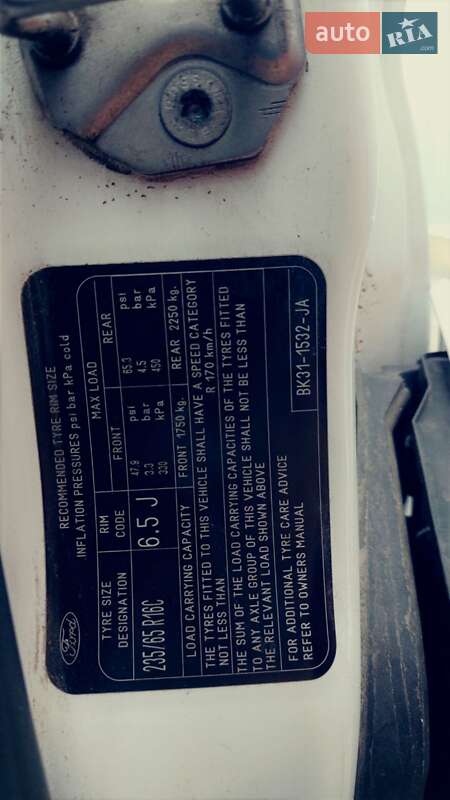 auto RIA.com
Ford
RECOMMENDED TYRE-RIM SIZE
INFLATION PRESSURES psi bar kPa cold
TYRE SIZE DESIGNATION RIM CODE MAX LOAD
FRONT REAR
235/65 R16C 6.5 J 47.9 psi 65.3 psi
3.3 bar 4.5 bar
330 kPa 450 kPa
LOAD CARRYING CAPACITY FRONT 1750 kg. REAR 2250 kg.
THE TYRES FITTED TO THIS VEHICLE SHALL HAVE A SPEED CATEGORY
NOT LESS THAN R 170 km/h
THE SUM OF THE LOAD CARRYING CAPACITIES OF THE TYRES FITTED
TO ANY AXLE GROUP OF THIS VEHICLE SHALL NOT BE LESS THAN
THE RELEVANT LOAD SHOWN ABOVE
FOR ADDITIONAL TYRE CARE ADVICE
REFER TO OWNERS MANUAL
BK31-1532-JA